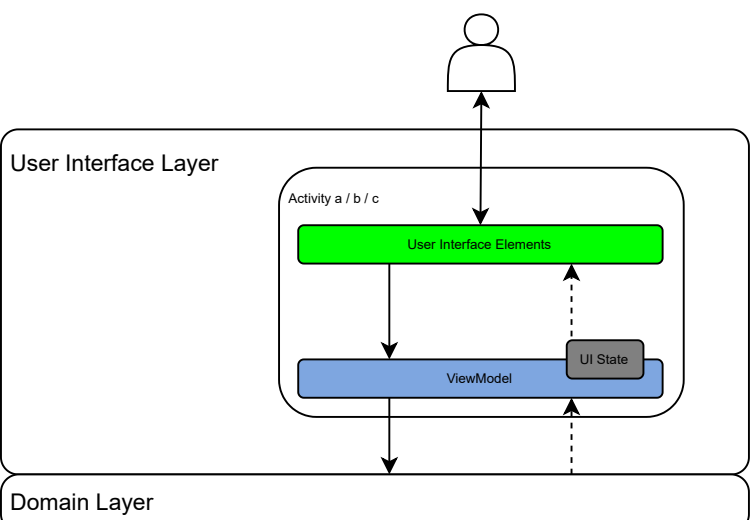 User Interface Layer
Activity a / b / c
User Interface Elements
UI State
ViewModel
Domain Layer